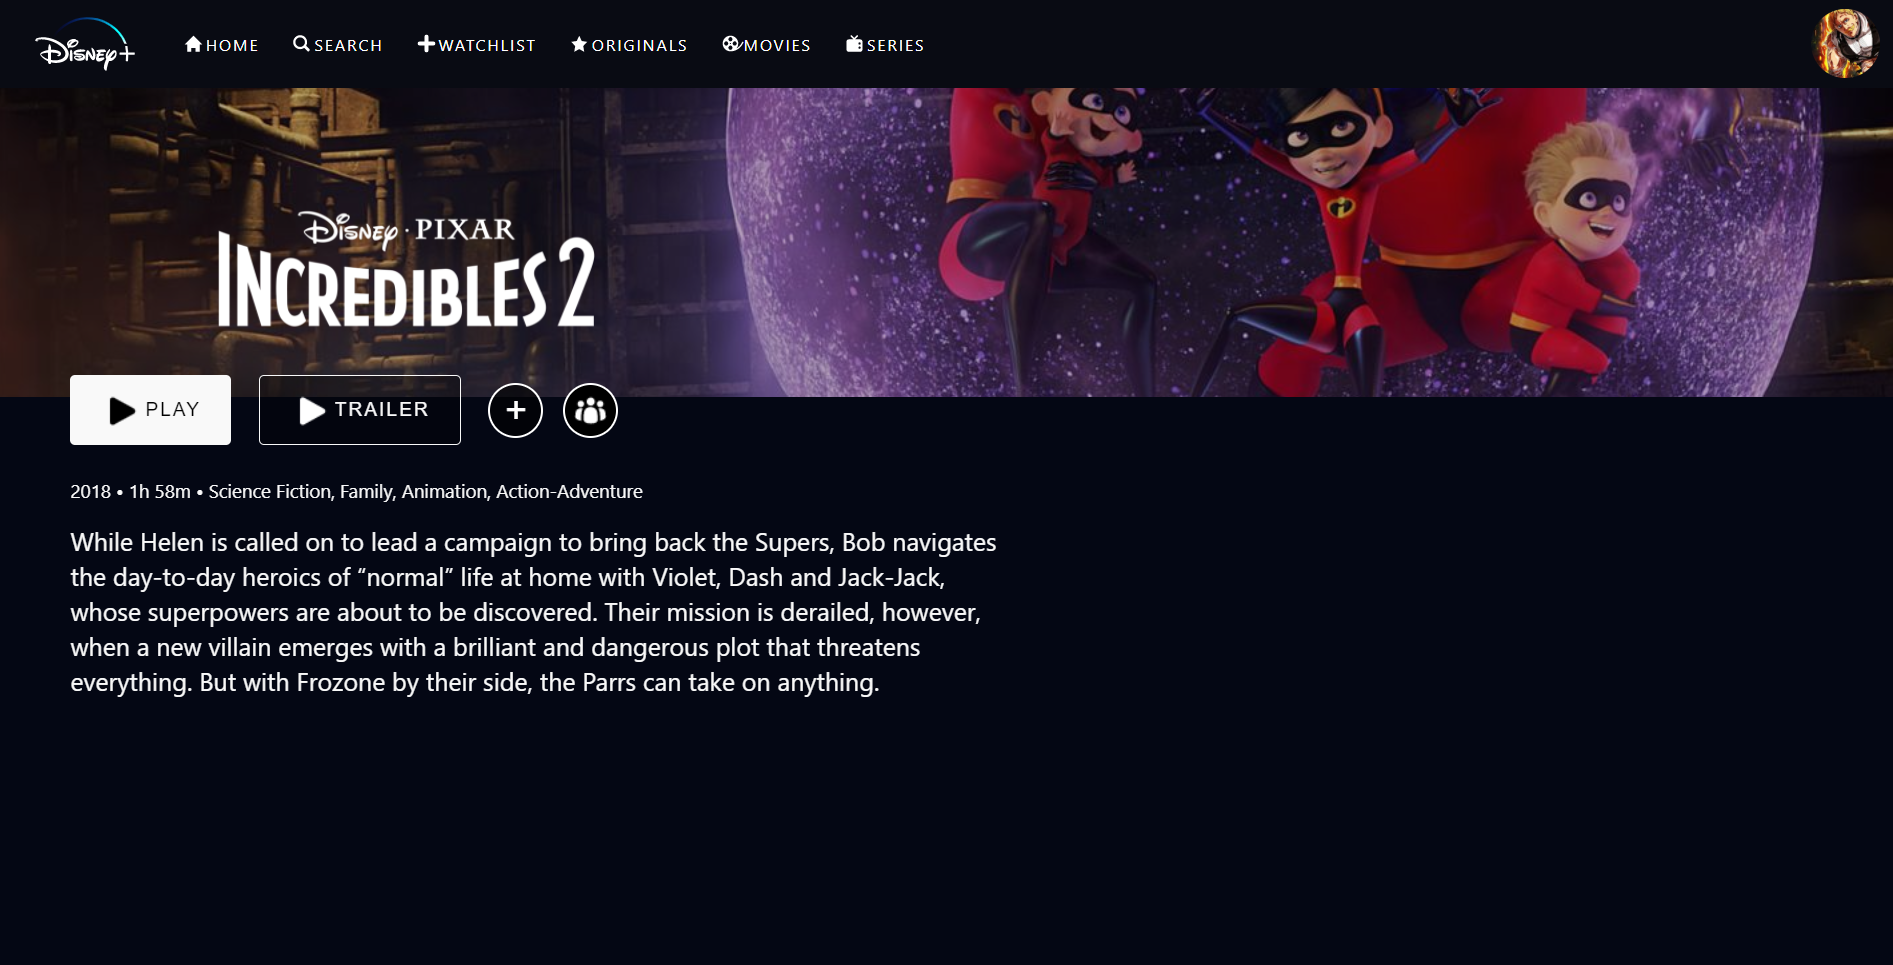 Disney+
HOME
SEARCH
WATCHLIST
ORIGINALS
MOVIES
SERIES
Disney · PIXAR
INCREDIBLES 2
PLAY
TRAILER
2018 • 1h 58m • Science Fiction, Family, Animation, Action-Adventure
While Helen is called on to lead a campaign to bring back the Supers, Bob navigates
the day-to-day heroics of “normal” life at home with Violet, Dash and Jack-Jack,
whose superpowers are about to be discovered. Their mission is derailed, however,
when a new villain emerges with a brilliant and dangerous plot that threatens
everything. But with Frozone by their side, the Parrs can take on anything.